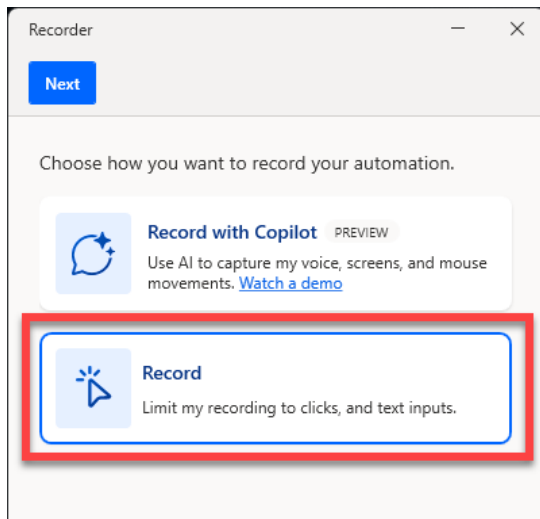 Recorder
Next
Choose how you want to record your automation.
Record with Copilot PREVIEW
Use AI to capture my voice, screens, and mouse
movements. Watch a demo
Record
Limit my recording to clicks, and text inputs.